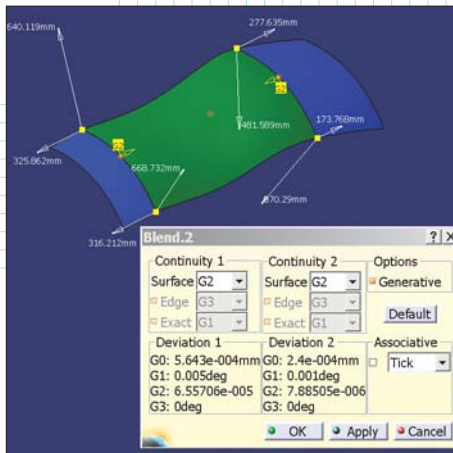 277.635mm
640.119mm
G2
481.589mm
173.768mm
G2
325.862mm
668.732mm
870.29mm
316.212mm
Blend.2 ? X
Continuity 1 Continuity 2 Options
Surface G2 Surface G2 Generative
Edge G3 Edge G3
Exact G1 Exact G1 Default
Deviation 1 Deviation 2 Associative
G0: 5.643e-004mm G0: 2.4e-004mm Tick
G1: 0.005deg G1: 0.001deg
G2: 6.55706e-005 G2: 7.88505e-006
G3: 0deg G3: 0deg
OK Apply Cancel